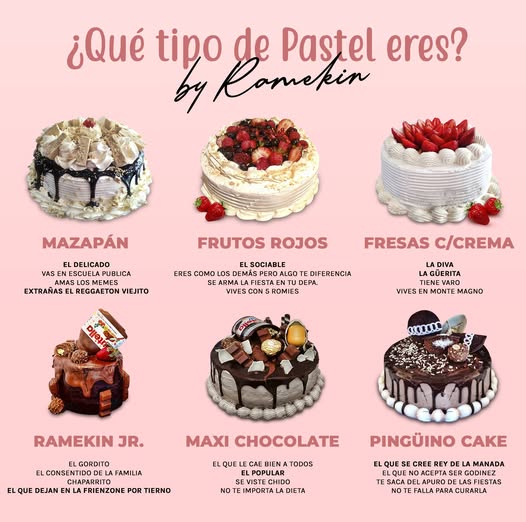 ¿Qué tipo de Pastel eres?
by Ramekin
MAZAPÁN
EL DELICADO
VAS EN ESCUELA PUBLICA
AMAS LOS MEMES
EXTRAÑAS EL REGGAETON VIEJITO
FRUTOS ROJOS
EL SOCIABLE
ERES COMO LOS DEMÁS PERO ALGO TE DIFERENCIA
SE ARMA LA FIESTA EN TU DEPA.
VIVES CON 5 ROMIES
FRESAS C/CREMA
LA DIVA
LA GÜERITA
TIENE VARO
VIVES EN MONTE MAGNO
RAMEKIN JR.
EL GORDITO
EL CONSENTIDO DE LA FAMILIA
CHAPARRITO
EL QUE DEJAN EN LA FRIENZONE POR TIERNO
MAXI CHOCOLATE
EL QUE LE CAE BIEN A TODOS
EL POPULAR
SE VISTE CHIDO
NO TE IMPORTA LA DIETA
PINGÜINO CAKE
EL QUE SE CREE REY DE LA MANADA
EL QUE NO ACEPTA SER GODINEZ
TE SACA DEL APURO DE LAS FIESTAS
NO TE FALLA PARA CURARLA